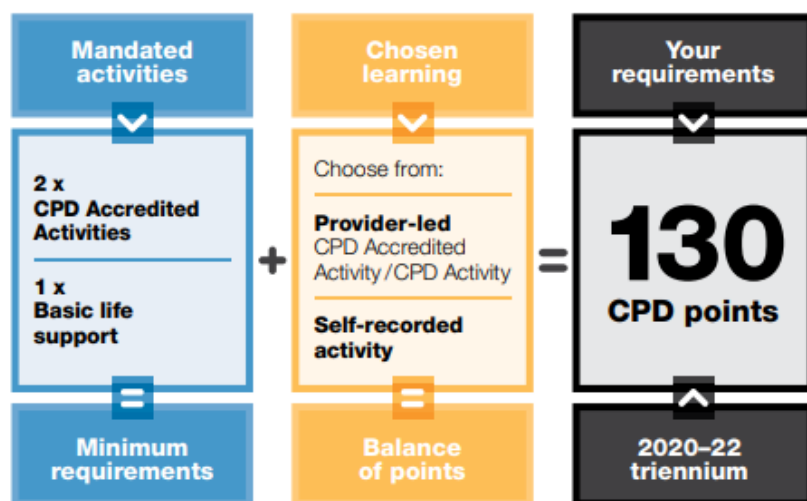 Mandated
activities
2 x
CPD Accredited
Activities
1 x
Basic life
support
=
Minimum
requirements
+
Chosen
learning
Choose from:
Provider-led
CPD Accredited
Activity/CPD Activity
Self-recorded
activity
=
Balance
of points
=
Your
requirements
130
CPD points
2020–22
triennium